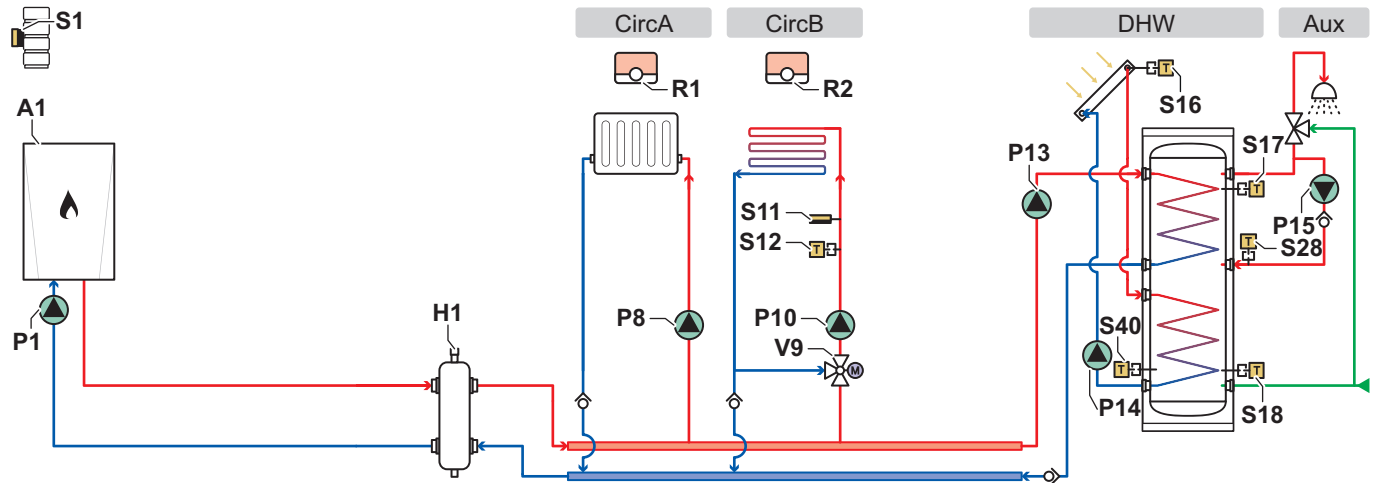 S1
CircA
CircB
DHW
Aux
R1
R2
T
S16
A1
S17
T
P13
P15
S11
S12
T
T
S28
P1
H1
P8
P10
V9
M
S40
T
T
P14
S18